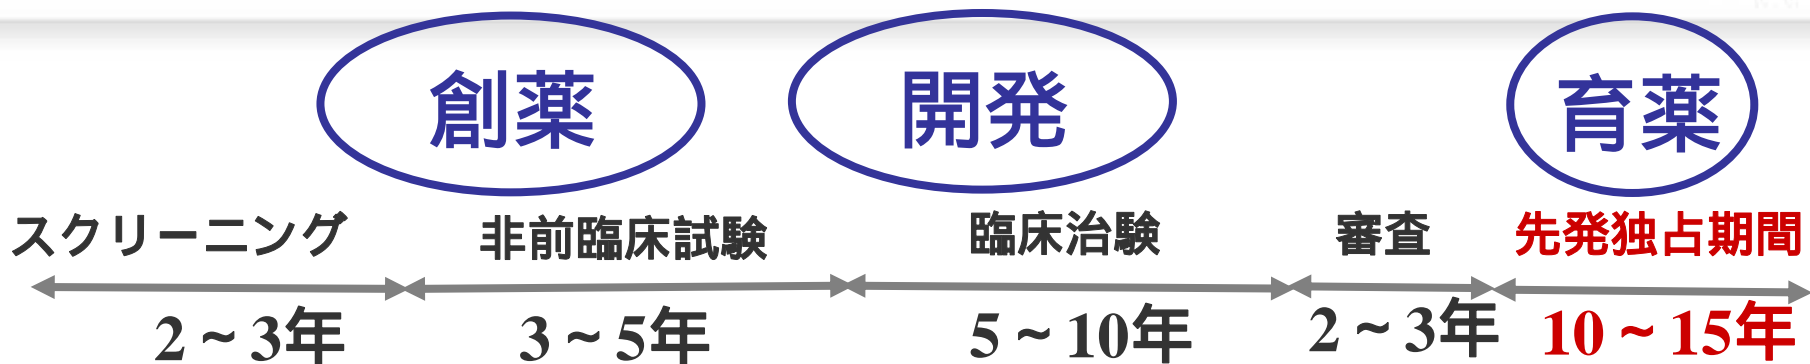 創薬 開発 育薬
スクリーニング 非前臨床試験 臨床治験 審査 先発独占期間
2～3年 3～5年 5～10年 2～3年 10～15年